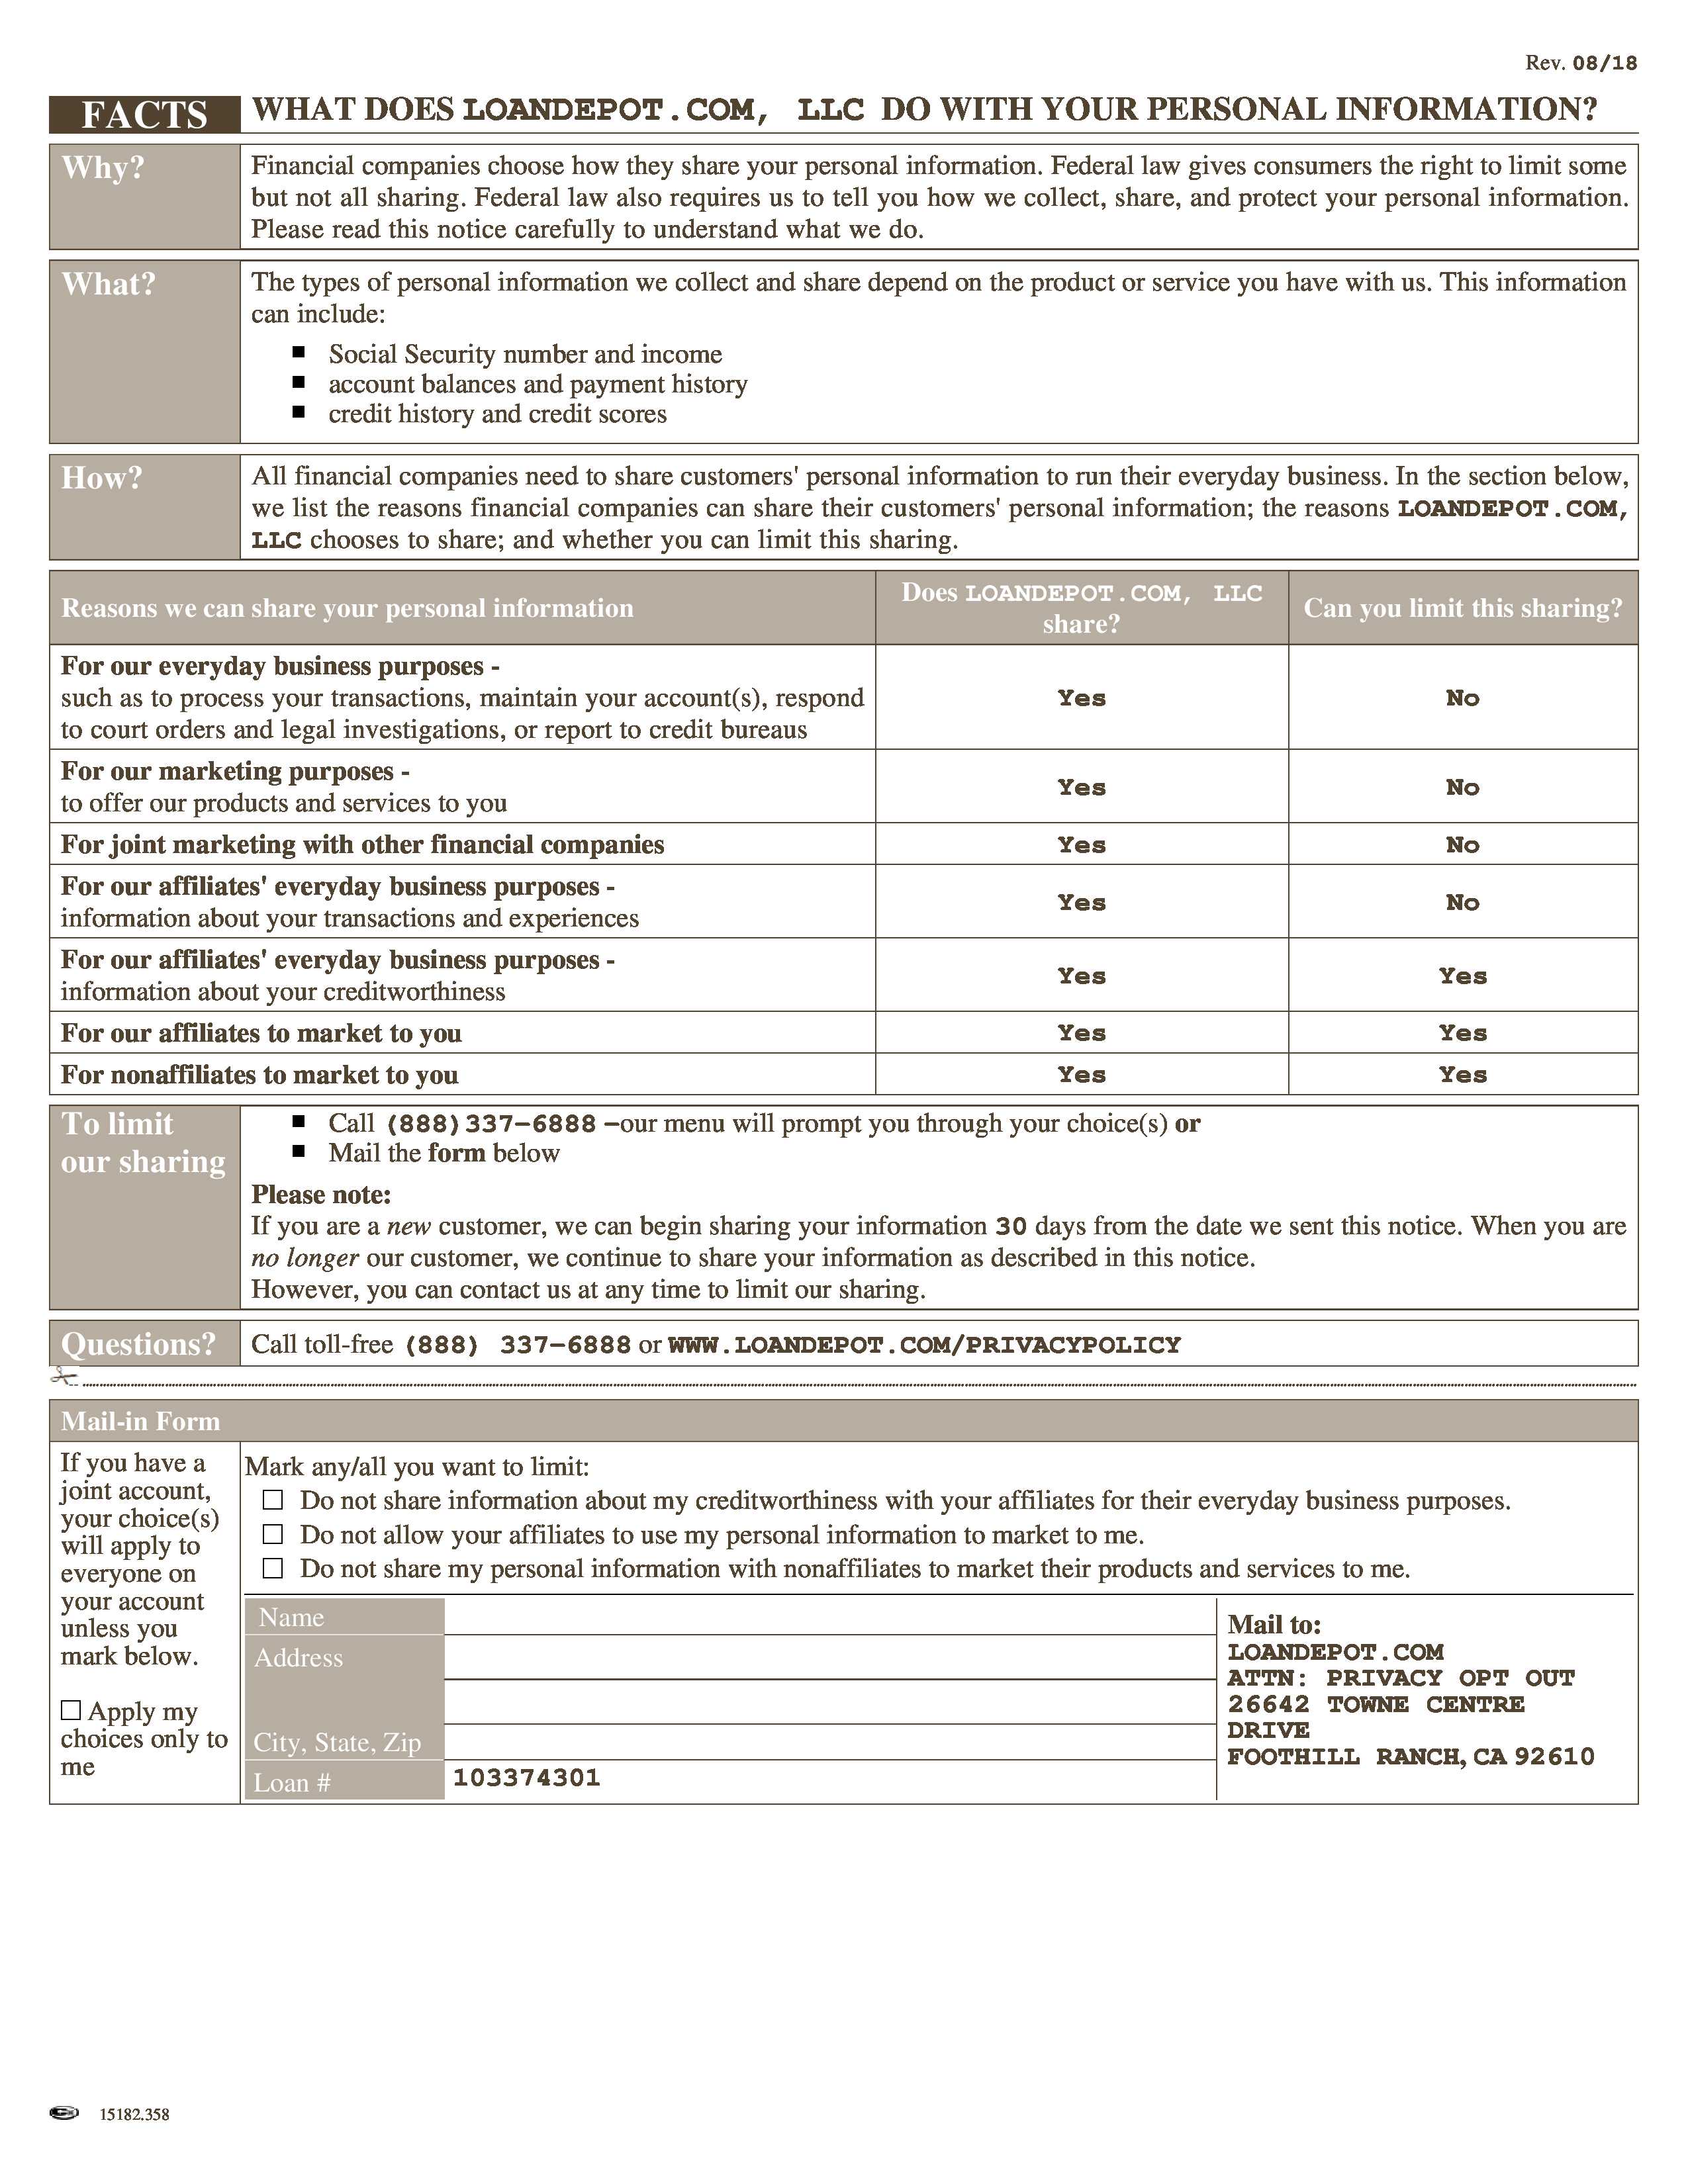 Rev. 08/18
FACTS WHAT DOES LOANDEPOT.COM, LLC DO WITH YOUR PERSONAL INFORMATION?
Why?
Financial companies choose how they share your personal information. Federal law gives consumers the right to limit some
but not all sharing. Federal law also requires us to tell you how we collect, share, and protect your personal information.
Please read this notice carefully to understand what we do.
What?
The types of personal information we collect and share depend on the product or service you have with us. This information
can include:
■ Social Security number and income
■ account balances and payment history
■ credit history and credit scores
How?
All financial companies need to share customers' personal information to run their everyday business. In the section below,
we list the reasons financial companies can share their customers' personal information; the reasons LOANDEPOT.COM,
LLC chooses to share; and whether you can limit this sharing.
Reasons we can share your personal information
Does LOANDEPOT.COM, LLC
share?
Can you limit this sharing?
For our everyday business purposes -
such as to process your transactions, maintain your account(s), respond
to court orders and legal investigations, or report to credit bureaus
Yes
No
For our marketing purposes -
to offer our products and services to you
Yes
No
For joint marketing with other financial companies
Yes
No
For our affiliates' everyday business purposes -
information about your transactions and experiences
Yes
No
For our affiliates' everyday business purposes -
information about your creditworthiness
Yes
Yes
For our affiliates to market to you
Yes
Yes
For nonaffiliates to market to you
Yes
Yes
To limit
our sharing
■ Call (888)337-6888 –our menu will prompt you through your choice(s) or
■ Mail the form below
Please note:
If you are a new customer, we can begin sharing your information 30 days from the date we sent this notice. When you are
no longer our customer, we continue to share your information as described in this notice.
However, you can contact us at any time to limit our sharing.
Questions?
Call toll-free (888) 337-6888 or WWW.LOANDEPOT.COM/PRIVACYPOLICY
Mail-in Form
If you have a
joint account,
your choice(s)
will apply to
everyone on
your account
unless you
mark below.
☐ Apply my
choices only to
me
Mark any/all you want to limit:
☐ Do not share information about my creditworthiness with your affiliates for their everyday business purposes.
☐ Do not allow your affiliates to use my personal information to market to me.
☐ Do not share my personal information with nonaffiliates to market their products and services to me.
Name
Address
City, State, Zip
Loan # 103374301
Mail to:
LOANDEPOT.COM
ATTN: PRIVACY OPT OUT
26642 TOWNE CENTRE
DRIVE
FOOTHILL RANCH, CA 92610
15182.358